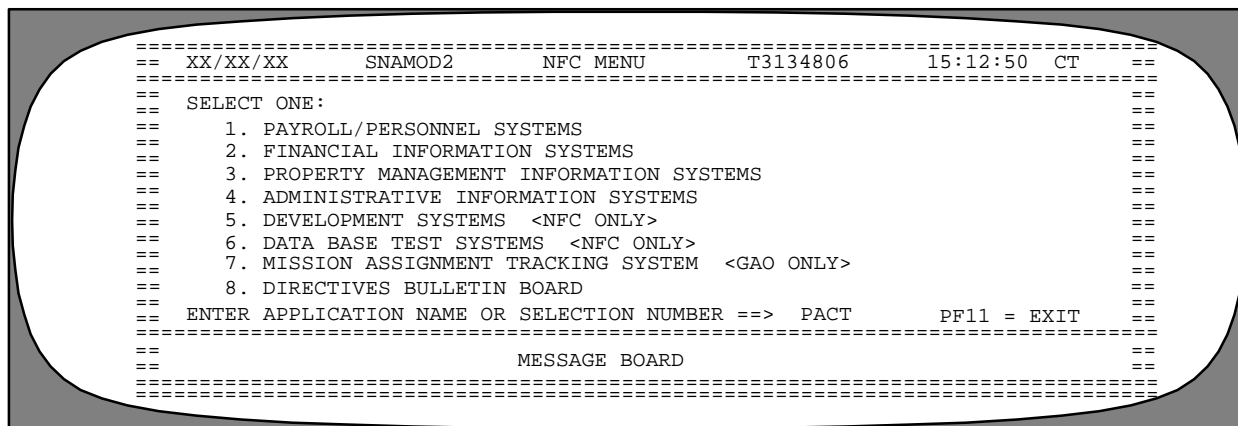 ================================================================================
== XX/XX/XX SNAMOD2 NFC MENU T3134806 15:12:50 CT ==
================================================================================
== SELECT ONE: ==
== 1. PAYROLL/PERSONNEL SYSTEMS ==
== 2. FINANCIAL INFORMATION SYSTEMS ==
== 3. PROPERTY MANAGEMENT INFORMATION SYSTEMS ==
== 4. ADMINISTRATIVE INFORMATION SYSTEMS ==
== 5. DEVELOPMENT SYSTEMS <NFC ONLY> ==
== 6. DATA BASE TEST SYSTEMS <NFC ONLY> ==
== 7. MISSION ASSIGNMENT TRACKING SYSTEM <GAO ONLY> ==
== 8. DIRECTIVES BULLETIN BOARD ==
== ENTER APPLICATION NAME OR SELECTION NUMBER ==> PACT PF11 = EXIT ==
================================================================================
== MESSAGE BOARD ==
================================================================================
================================================================================